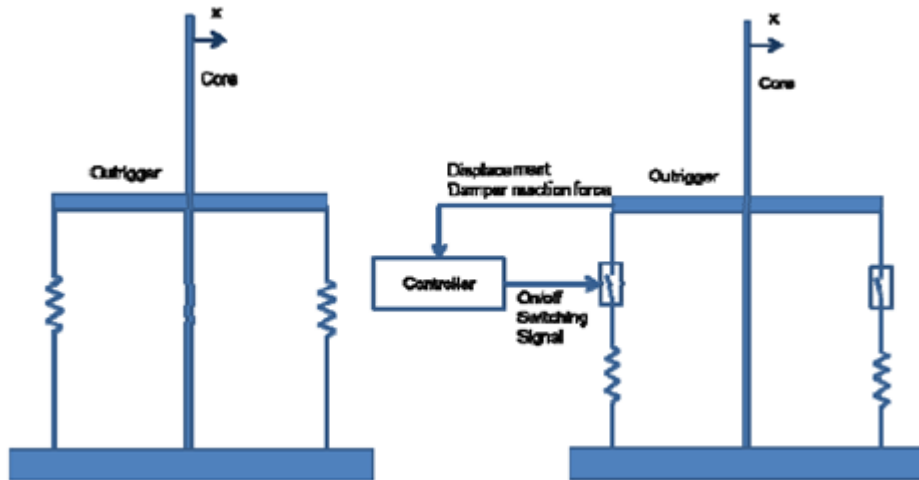 x
Core
Outrigger
x
Core
Displacement
Damper reaction force
Outrigger
Controller
On/off
Switching
Signal